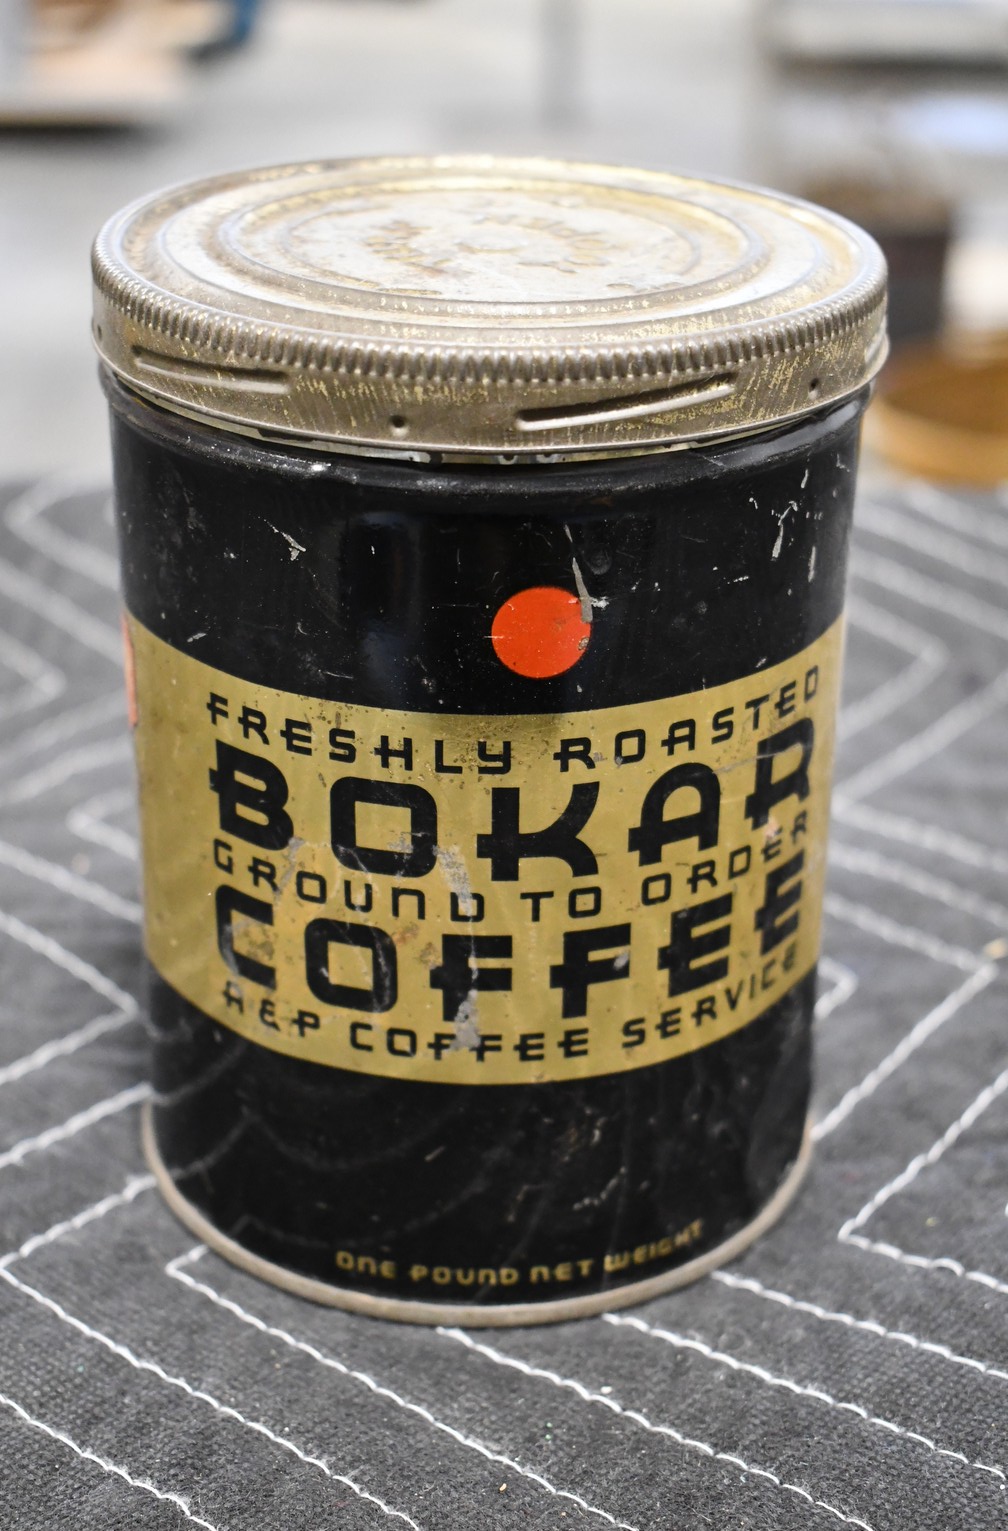 FRESHLY ROASTED
BOKAR
GROUND TO ORDER
COFFEE
A&P COFFEE SERVICE
ONE POUND NET WEIGHT